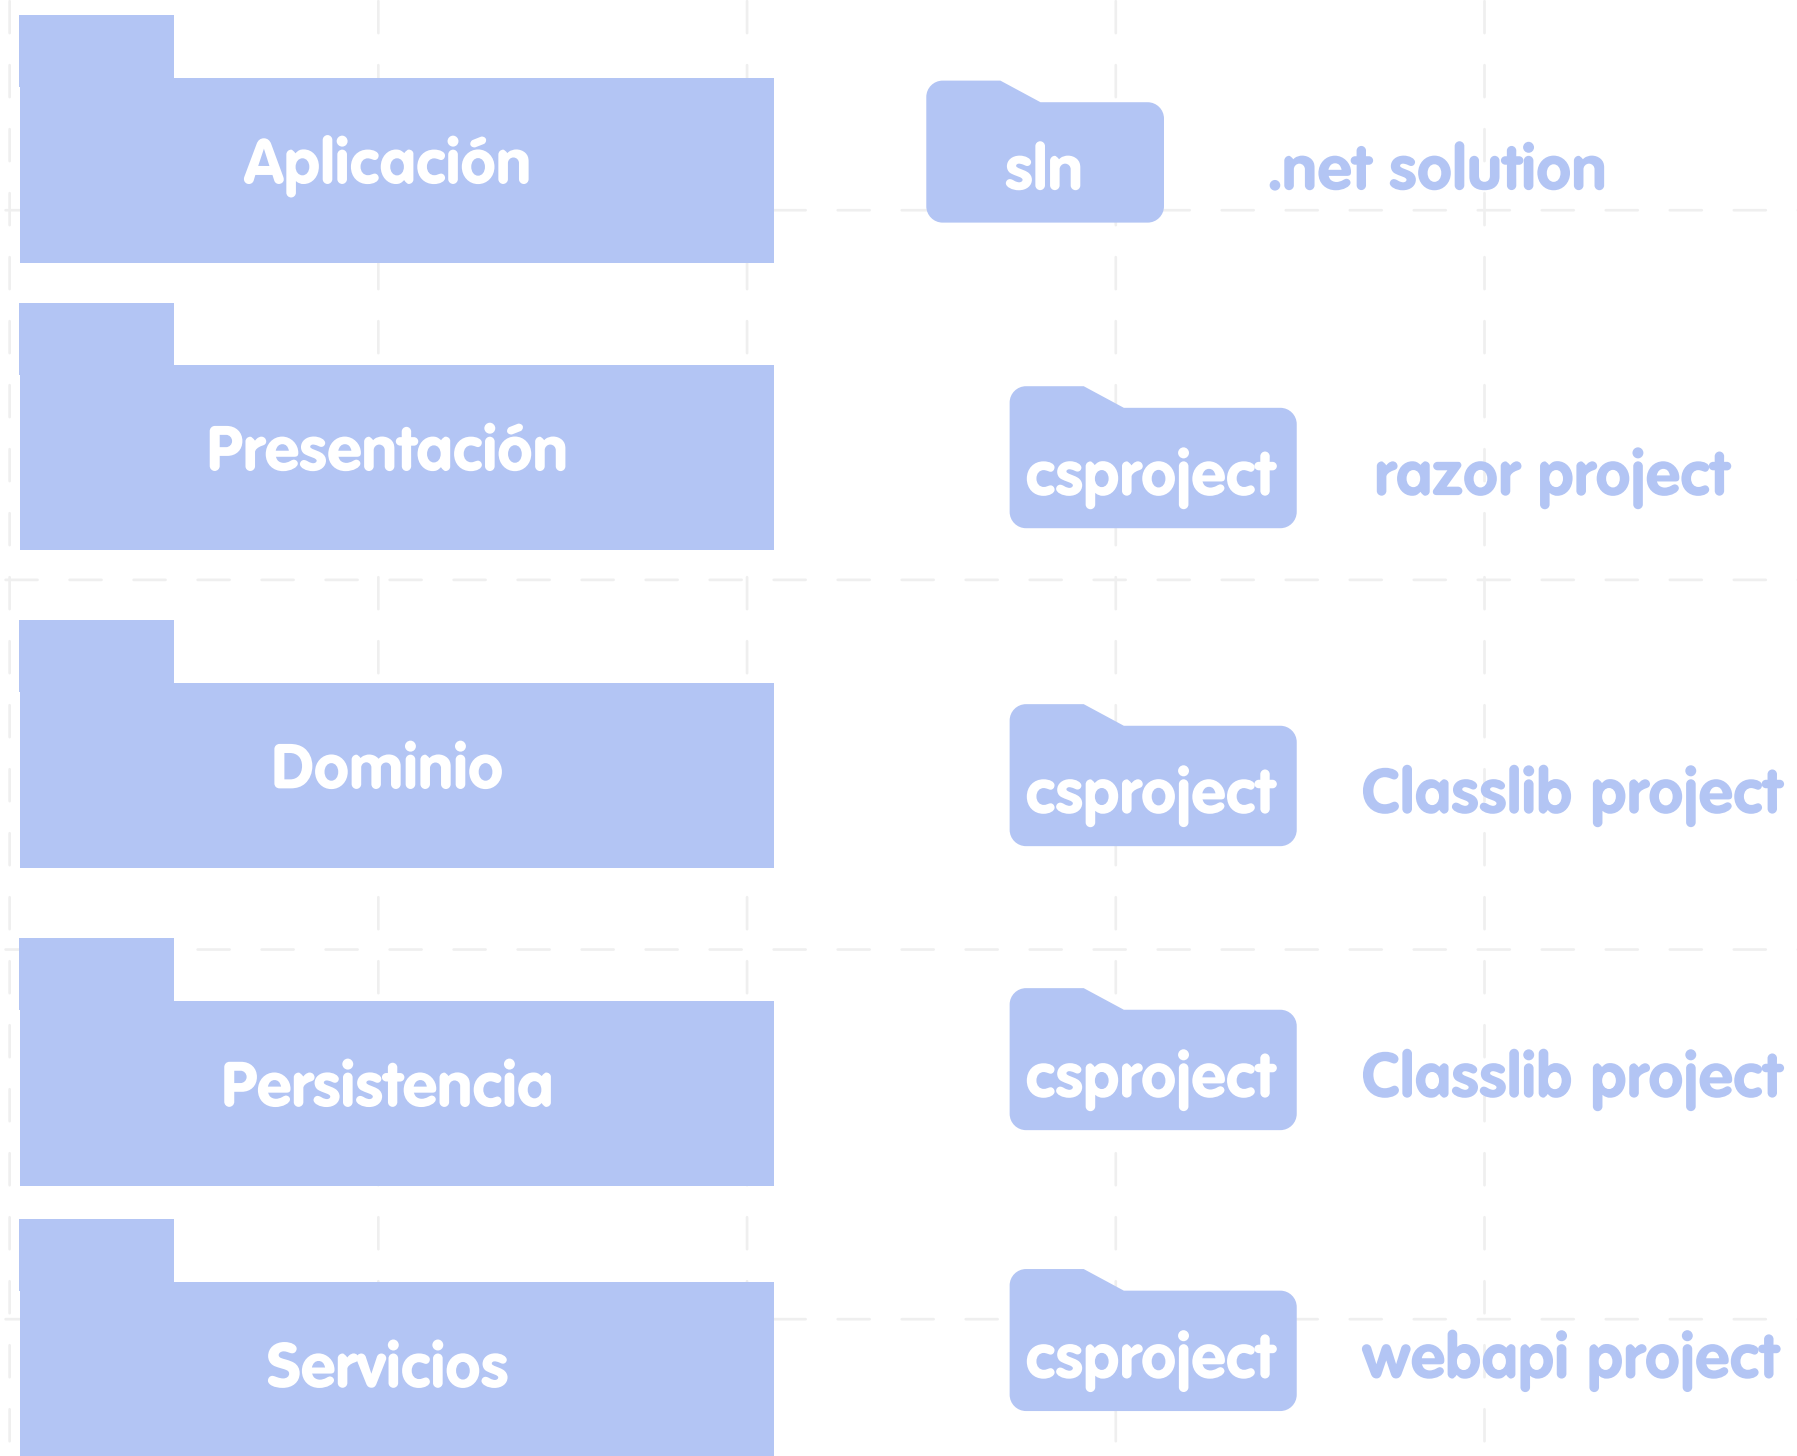 Aplicación
sln
.net solution
Presentación
csproject
razor project
Dominio
csproject
Classlib project
Persistencia
csproject
Classlib project
Servicios
csproject
webapi project